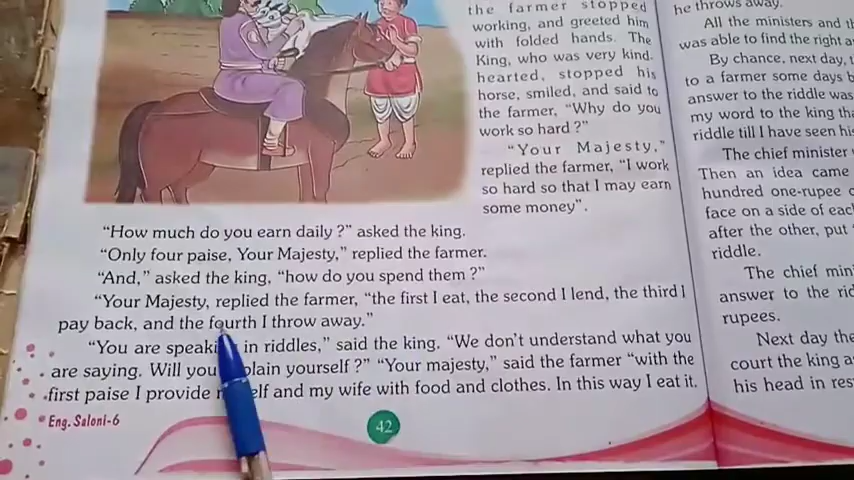 the farmer stopped
working, and greeted him
with folded hands. The
King, who was very kind.
hearted, stopped his
horse, smiled, and said to
the farmer, "Why do you
work so hard ?"
"Your Majesty,"
replied the farmer, "I work
so hard so that I may earn
some money".
"How much do you earn daily ?" asked the king.
"Only four paise, Your Majesty," replied the farmer.
"And," asked the king, "how do you spend them ?"
"Your Majesty, replied the farmer, "the first I eat, the second I lend, the third I
pay back, and the fourth I throw away."
"You are in riddles," said the king. "We don't understand what you
are saying. Will you yourself ?" "Your majesty," said the farmer "with the
first paise I provide and my wife with food and clothes. In this way I eat it.
Eng. Saloni-6
42
he throws away.
All the ministers and
was able to find the right
By chance, next day,
to a farmer some days
answer to the riddle was
my word to the king
riddle till I have seen his
The chief minister
Then an idea came
hundred one-rupee
face on a side of
after the other, put
riddle.
The chief
answer to the
rupees.
Next day the
court the king
his head in